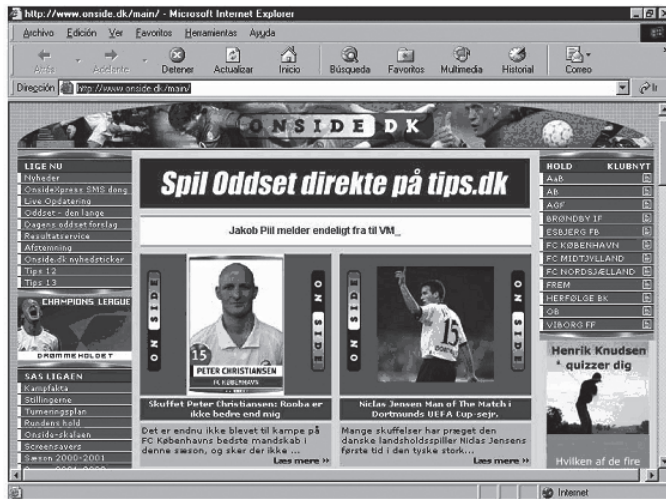 http://www.onside.dk/main/ - Microsoft Internet Explorer
Archivo Edición Ver Favoritos Herramientas Ayuda
Atrás Adelante Detener Actualizar Inicio Búsqueda Favoritos Multimedia Historial Correo
Dirección http://www.onside.dk/main/ Ir
ONSIDE DK
LIGE NU
Nyheder
OnsideXpress SMS dong
Live Opdatering
Oddset - den lange
Dagens oddset forslag
Resultatservice
Afstemning
Onside.dk nyhedsticker
Tips 12
Tips 13
CHAMPIONS LEAGUE
DRØMMEHOLDET
SAS LIGAEN
Kampfakta
Stillingerne
Turneringsplan
Rundens hold
Onside-skalaen
Screensavers
Sæson 2000-2001
Spil Oddset direkte på tips.dk
Jakob Piil melder endeligt fra til VM_
ON SIDE
15
PETER CHRISTIANSEN
FC KØBENHAVN
ON SIDE
Skuffet Peter Christiansen: Rooba er
ikke bedre end mig
Det er endnu ikke blevet til kampe på
FC Københavns bedste mandskab i
denne sæson, og sker der ikke ...
Læs mere »
ON SIDE
15
ON SIDE
Niclas Jensen Man of The Match i
Dortmunds UEFA Cup-sejr.
Mange skuffelser har præget den
danske landsholdsspiller Niclas Jensens
første tid i den tyske stork...
Læs mere »
HOLD KLUBNYT
AaB
AB
AGF
BRØNDBY IF
ESBJERG FB
FC KØBENHAVN
FC MIDTJYLLAND
FC NORDSJÆLLAND
FREM
HERFØLGE BK
OB
VIBORG FF
Henrik Knudsen
quizzer dig
Hvilken af de fire
Internet